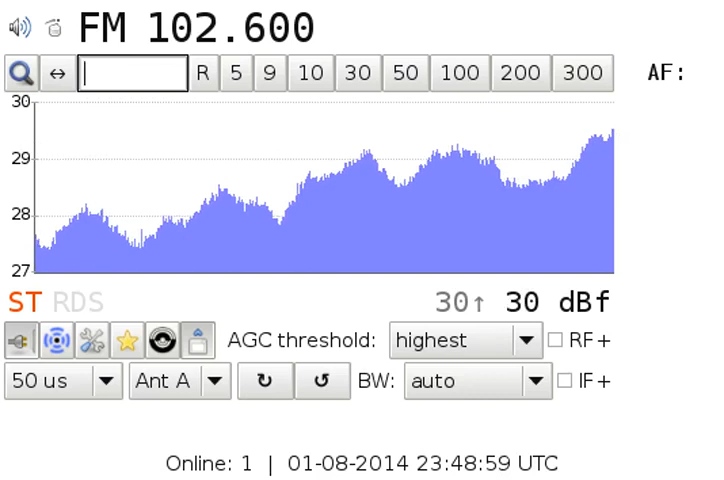 FM 102.600
R 5 9 10 30 50 100 200 300 AF:
30
29
28
27
ST RDS 30↑ 30 dBf
AGC threshold: highest RF+
50 us Ant A ↻ ↺ BW: auto IF+
Online: 1 | 01-08-2014 23:48:59 UTC